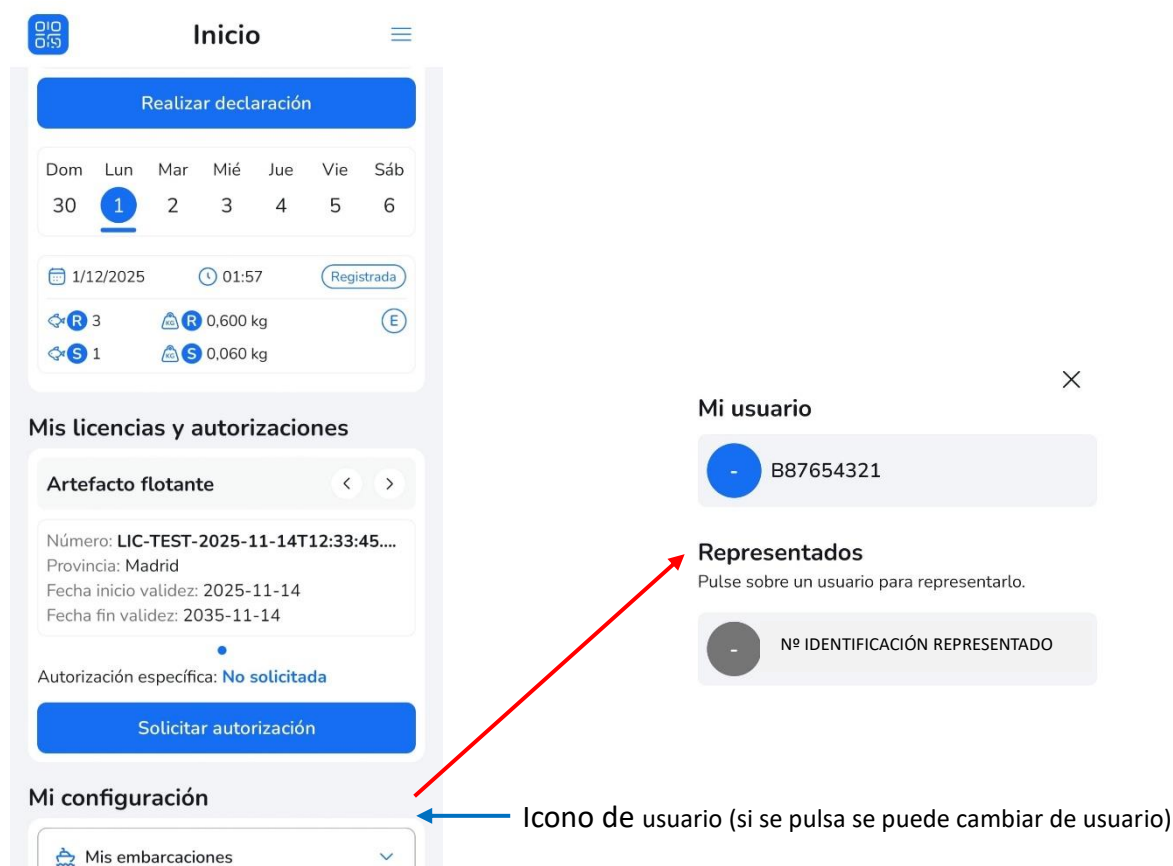 Inicio
Realizar declaración
Dom Lun Mar Mié Jue Vie Sáb
30 1 2 3 4 5 6
1/12/2025 01:57 Registrada
R 3 KG R 0,600 kg E
S 1 KG S 0,060 kg
Mis licencias y autorizaciones
Artefacto flotante
Número: LIC-TEST-2025-11-14T12:33:45....
Provincia: Madrid
Fecha inicio validez: 2025-11-14
Fecha fin validez: 2035-11-14
Autorización específica: No solicitada
Solicitar autorización
Mi configuración
Mis embarcaciones
Mi usuario
- B87654321
Representados
Pulse sobre un usuario para representarlo.
- Nº IDENTIFICACIÓN REPRESENTADO
Icono de usuario (si se pulsa se puede cambiar de usuario)